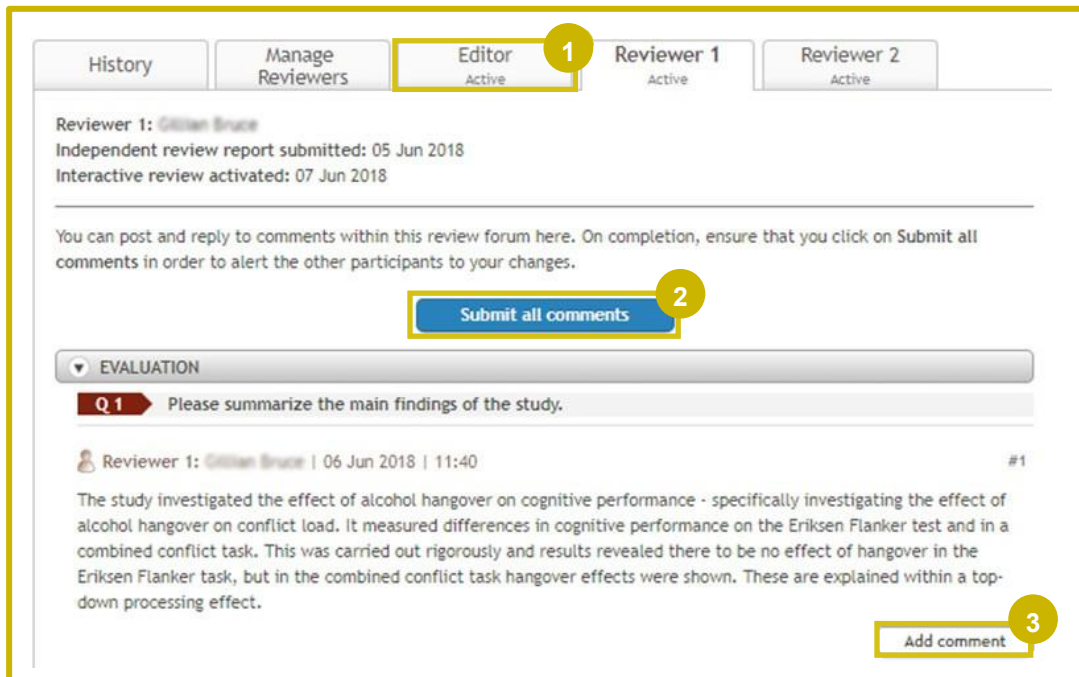 History
Manage
Reviewers
Editor
Active
1
Reviewer 1
Active
Reviewer 2
Active
Reviewer 1:
Independent review report submitted: 05 Jun 2018
Interactive review activated: 07 Jun 2018
You can post and reply to comments within this review forum here. On completion, ensure that you click on Submit all
comments in order to alert the other participants to your changes.
2
Submit all comments
EVALUATION
Q 1 Please summarize the main findings of the study.
Reviewer 1: | 06 Jun 2018 | 11:40 #1
The study investigated the effect of alcohol hangover on cognitive performance - specifically investigating the effect of
alcohol hangover on conflict load. It measured differences in cognitive performance on the Eriksen Flanker test and in a
combined conflict task. This was carried out rigorously and results revealed there to be no effect of hangover in the
Eriksen Flanker task, but in the combined conflict task hangover effects were shown. These are explained within a top-
down processing effect.
3
Add comment